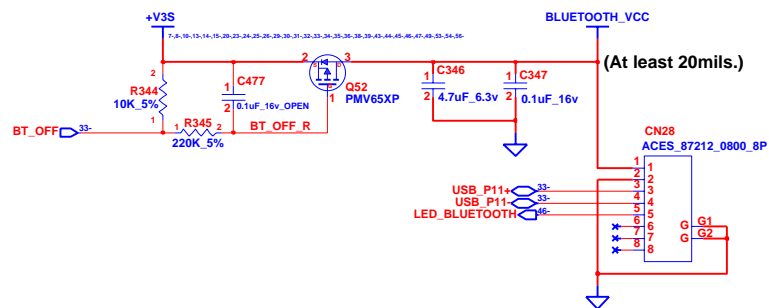 +V3S
BLUETOOTH_VCC
7-,8-,10-,13-,14-,15-,20-,23-,24-,25-,26-,29-,30-,31-,32-,33-,34-,35-,36-,38-,39-,43-,44-,45-,46-,47-,49-,53-,54-,56-
2
3
(At least 20mils.)
2
R344
10K_5%
1
1
C477
2
0.1uF_16v_OPEN
S
D
G
Q52
PMV65XP
1
1
C346
2
4.7uF_6.3v
1
C347
2
0.1uF_16v
BT_OFF
33-
1
R345
2
220K_5%
BT_OFF_R
CN28
ACES_87212_0800_8P
1
1
2
2
USB_P11+
33-
3
3
USB_P11-
33-
4
4
LED_BLUETOOTH
46-
5
5
6
6
7
7
8
8
G
G1
G
G2